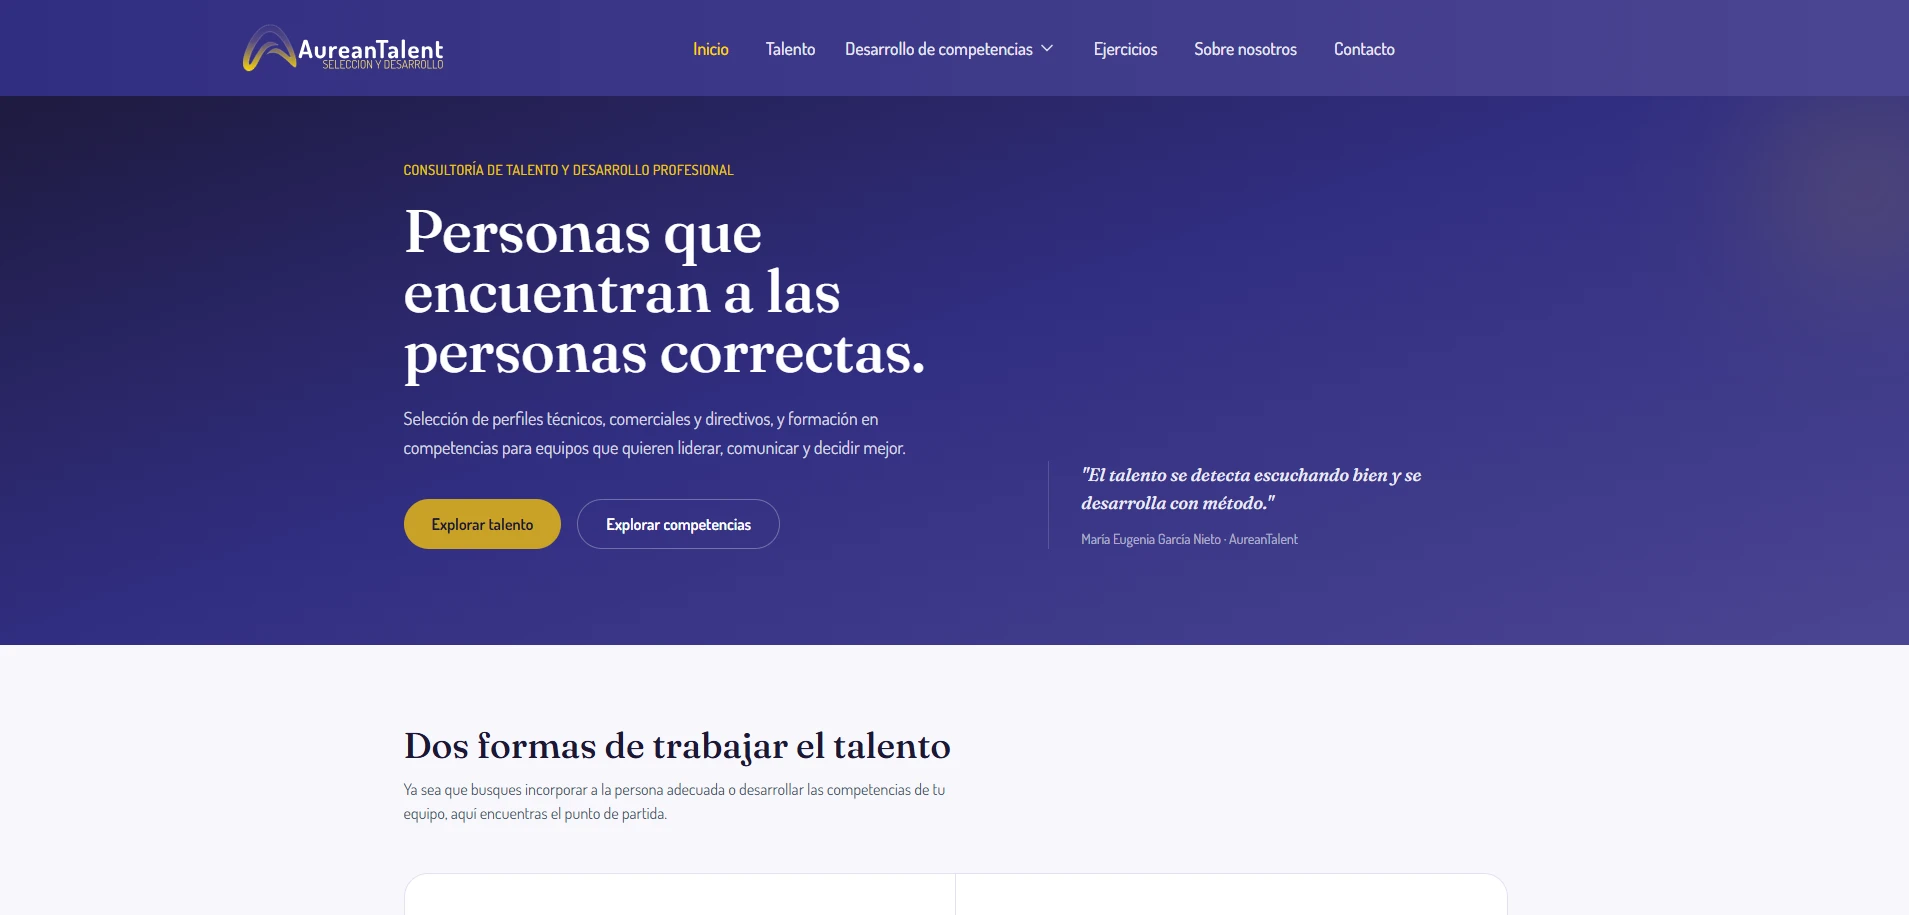 AureanTalent
SELECCIÓN Y DESARROLLO
Inicio
Talento
Desarrollo de competencias
Ejercicios
Sobre nosotros
Contacto
CONSULTORÍA DE TALENTO Y DESARROLLO PROFESIONAL
Personas que
encuentran a las
personas correctas.
Selección de perfiles técnicos, comerciales y directivos, y formación en
competencias para equipos que quieren liderar, comunicar y decidir mejor.
Explorar talento
Explorar competencias
"El talento se detecta escuchando bien y se
desarrolla con método."
María Eugenia García Nieto · AureanTalent
Dos formas de trabajar el talento
Ya sea que busques incorporar a la persona adecuada o desarrollar las competencias de tu
equipo, aquí encuentras el punto de partida.